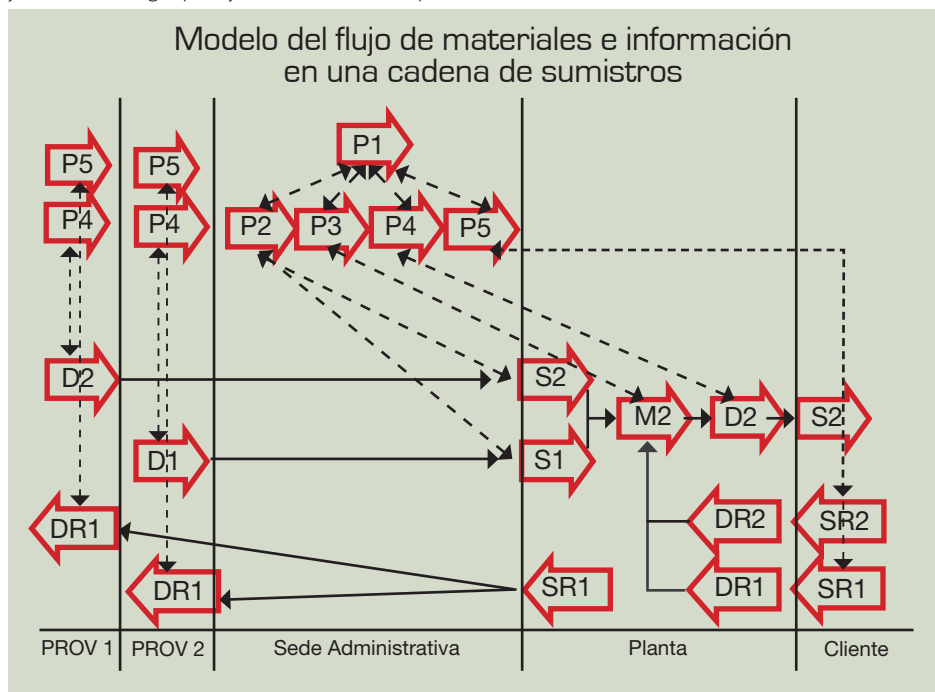 Modelo del flujo de materiales e información
en una cadena de sumistros
P1
P5
P5
P4
P4
P2
P3
P4
P5
D2
S2
M2
D2
S2
D1
S1
DR1
DR2
SR2
DR1
SR1
DR1
SR1
PROV 1
PROV 2
Sede Administrativa
Planta
Cliente